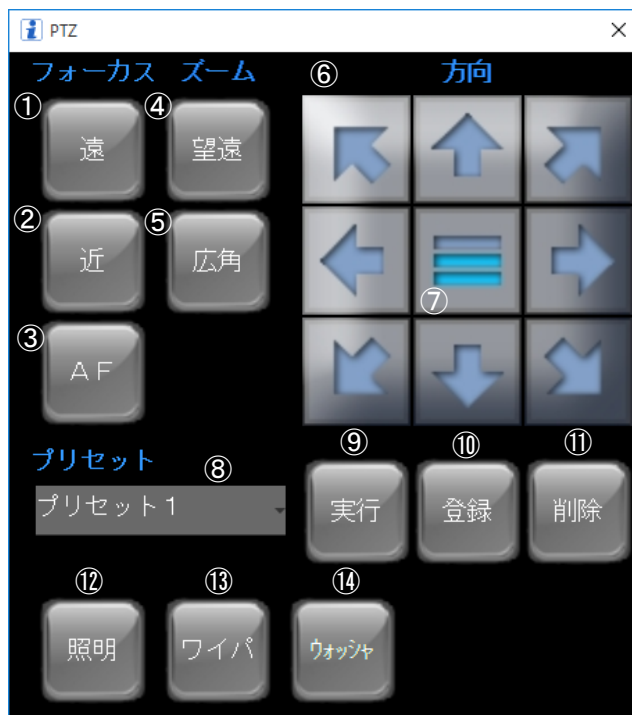 PTZ
フォーカス ズーム ⑥ 方向
① 遠 ④ 望遠
② 近 ⑤ 広角
⑦
③ ＡＦ
プリセット ⑧ ⑨ ⑩ ⑪
プリセット１ 実行 登録 削除
⑫ ⑬ ⑭
照明 ワイパ ｳｫｯｼｬ